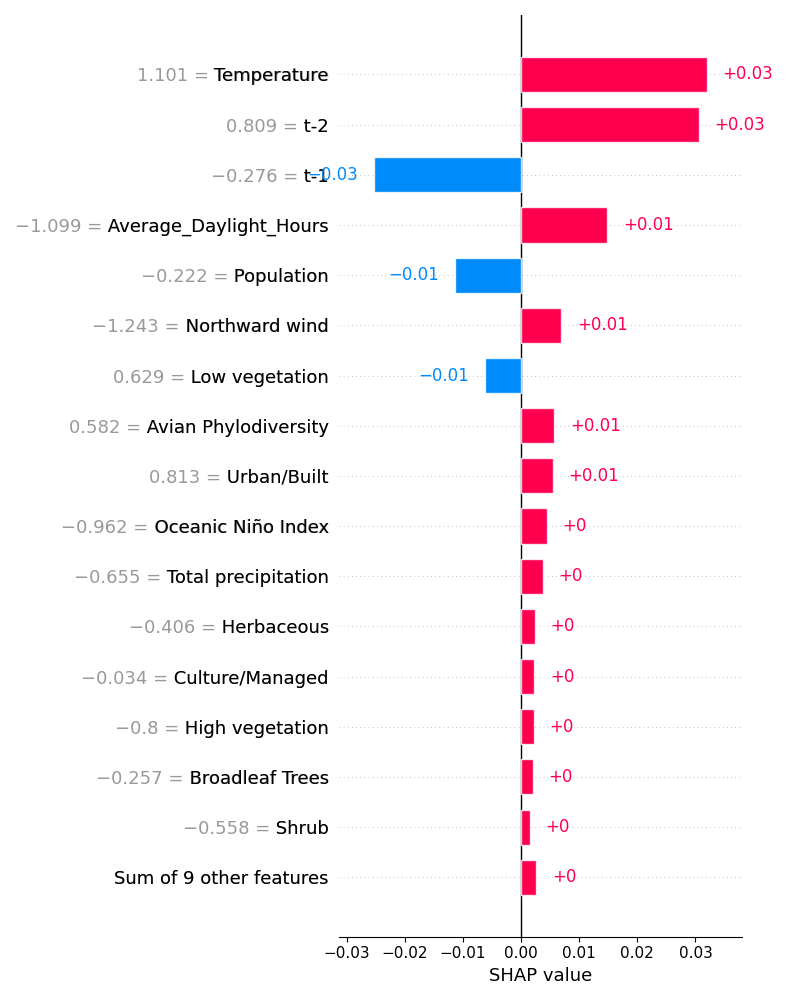 1.101 = Temperature +0.03
0.809 = t-2 +0.03
−0.276 = t-1 −0.03
−1.099 = Average_Daylight_Hours +0.01
−0.222 = Population −0.01
−1.243 = Northward wind +0.01
0.629 = Low vegetation −0.01
0.582 = Avian Phylodiversity +0.01
0.813 = Urban/Built +0.01
−0.962 = Oceanic Niño Index +0
−0.655 = Total precipitation +0
−0.406 = Herbaceous +0
−0.034 = Culture/Managed +0
−0.8 = High vegetation +0
−0.257 = Broadleaf Trees +0
−0.558 = Shrub +0
Sum of 9 other features +0
−0.03 −0.02 −0.01 0.00 0.01 0.02 0.03
SHAP value